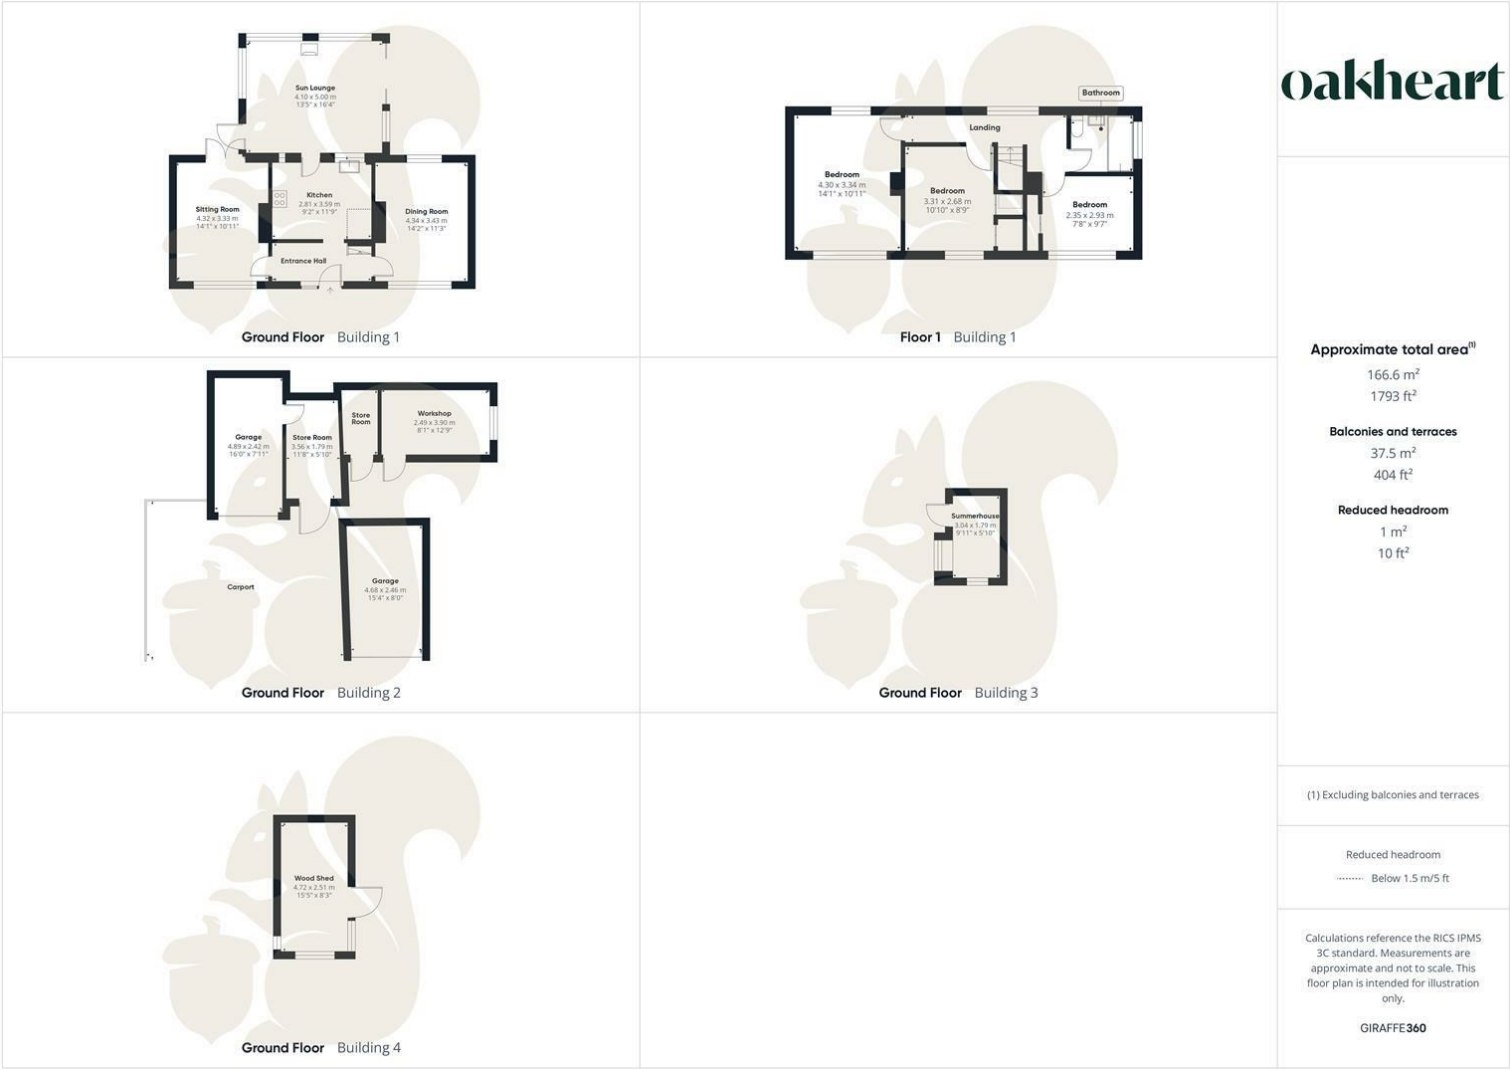 Sun Lounge
4.10 x 5.00 m
13'5" x 16'4"
Kitchen
2.81 x 3.59 m
9'2" x 11'9"
Sitting Room
4.32 x 3.33 m
14'1" x 10'11"
Dining Room
4.34 x 3.43 m
14'2" x 11'3"
Entrance Hall
Ground Floor Building 1
Bathroom
Landing
Bedroom
4.30 x 3.34 m
14'1" x 10'11"
Bedroom
3.31 x 2.68 m
10'10" x 8'9"
Bedroom
2.35 x 2.93 m
7'8" x 9'7"
Floor 1 Building 1
Garage
4.89 x 2.42 m
16'0" x 7'11"
Store Room
3.56 x 1.79 m
11'8" x 5'10"
Store
Room
Workshop
2.49 x 3.90 m
8'1" x 12'9"
Carport
Garage
4.68 x 2.46 m
15'4" x 8'0"
Ground Floor Building 2
Summerhouse
3.04 x 1.79 m
9'11" x 5'10"
Ground Floor Building 3
Wood Shed
4.72 x 2.51 m
15'5" x 8'3"
Ground Floor Building 4
oakheart
Approximate total area(1)
166.6 m²
1793 ft²
Balconies and terraces
37.5 m²
404 ft²
Reduced headroom
1 m²
10 ft²
(1) Excluding balconies and terraces
Reduced headroom
Below 1.5 m/5 ft
Calculations reference the RICS IPMS
3C standard. Measurements are
approximate and not to scale. This
floor plan is intended for illustration
only.
GIRAFFE360